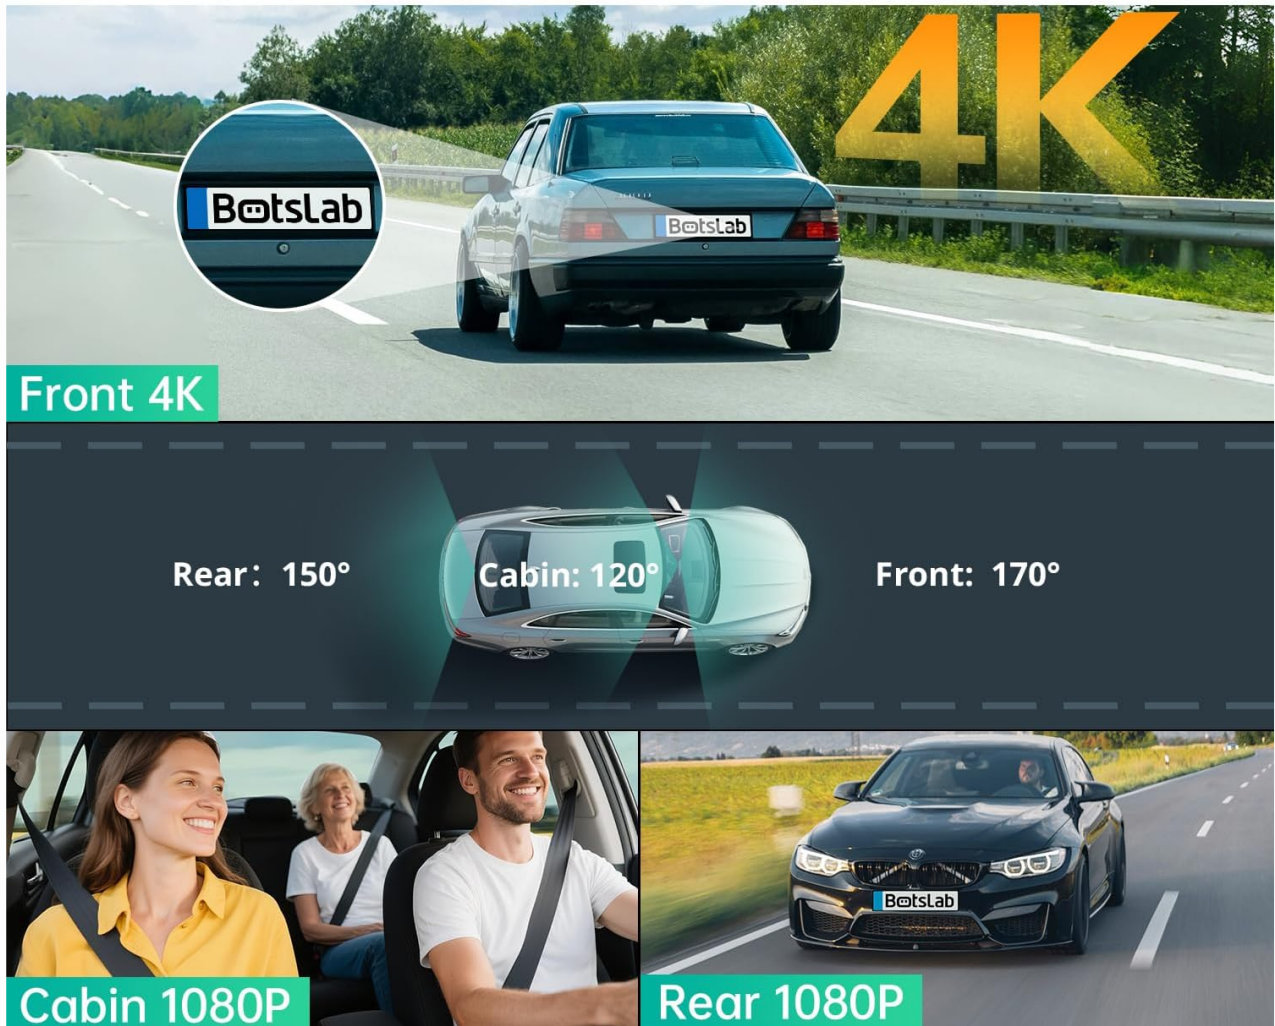 4K
BotsLab
BotsLab
Front 4K
Rear: 150°
Cabin: 120°
Front: 170°
Cabin 1080P
BotsLab
Rear 1080P